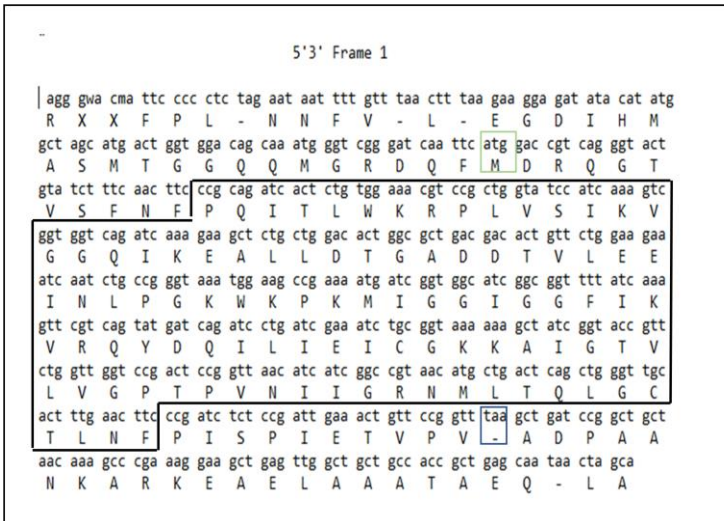 5'3' Frame 1
agg gwa cma ttc ccc ctc tag aat aat ttt gtt taa ctt taa gaa gga gat ata cat atg
R X X F P L - N N F V - L - E G D I H M
gct agc atg act ggt gga cag caa atg ggt cgg gat caa ttc atg gac cgt cag ggt act
A S M T G G Q Q M G R D Q F M D R Q G T
gta tct ttc aac ttc ccg cag atc act ctg tgg aaa cgt ccg ctg gta tcc atc aaa gtc
V S F N F P Q I T L W K R P L V S I K V
ggt ggt cag atc aaa gaa gct ctg ctg gac act ggc gct gac gac act gtt ctg gaa gaa
G G Q I K E A L L D T G A D D T V L E E
atc aat ctg ccg ggt aaa tgg aag ccg aaa atg atc ggt ggc atc ggc ggt ttt atc aaa
I N L P G K W K P K M I G G I G G F I K
gtt cgt cag tat gat cag atc ctg atc gaa atc tgc ggt aaa aaa gct atc ggt acc gtt
V R Q Y D Q I L I E I C G K K A I G T V
ctg gtt ggt ccg act ccg gtt aac atc atc ggc cgt aac atg ctg act cag ctg ggt tgc
L V G P T P V N I I G R N M L T Q L G C
act ttg aac ttc ccg atc tct ccg att gaa act gtt ccg gtt taa gct gat ccg gct gct
T L N F P I S P I E T V P V - A D P A A
aac aaa gcc cga aag gaa gct gag ttg gct gct gcc acc gct gag caa taa cta gca
N K A R K E A E L A A A T A E Q - L A